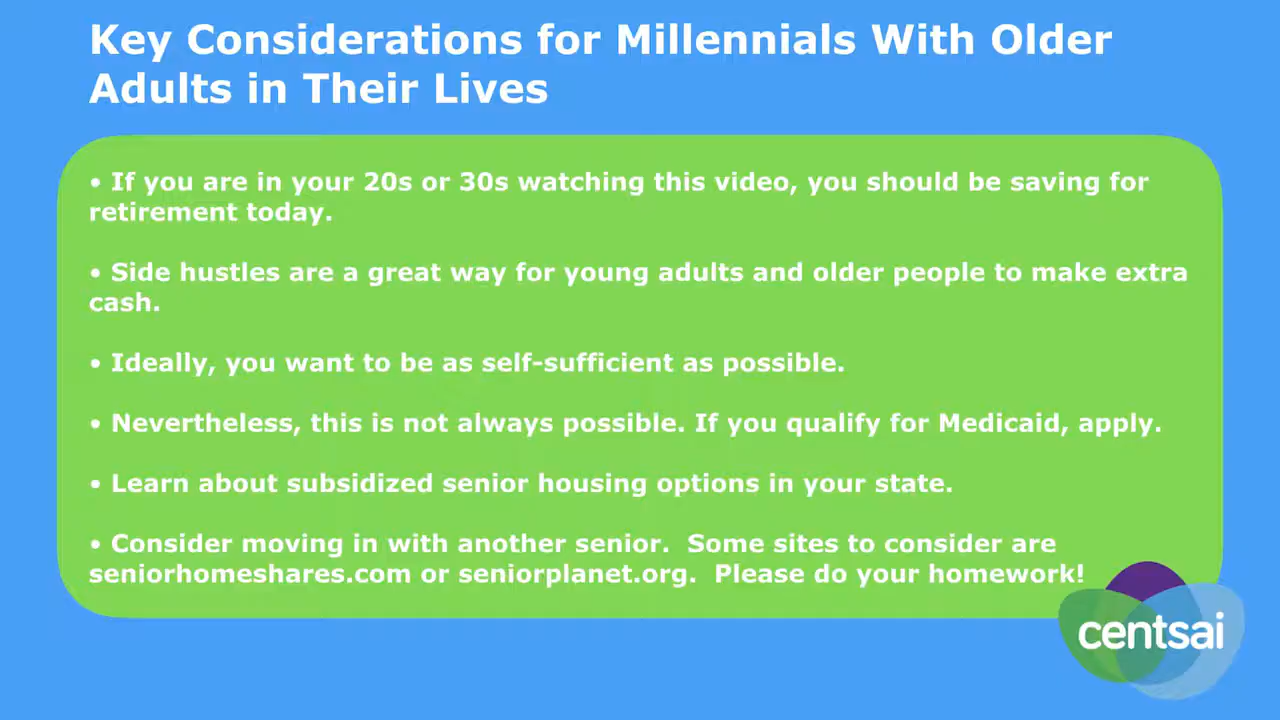 Key Considerations for Millennials With Older
Adults in Their Lives
• If you are in your 20s or 30s watching this video, you should be saving for
retirement today.
• Side hustles are a great way for young adults and older people to make extra
cash.
• Ideally, you want to be as self-sufficient as possible.
• Nevertheless, this is not always possible. If you qualify for Medicaid, apply.
• Learn about subsidized senior housing options in your state.
• Consider moving in with another senior.  Some sites to consider are
seniorhomeshares.com or seniorplanet.org.  Please do your homework!
centsai